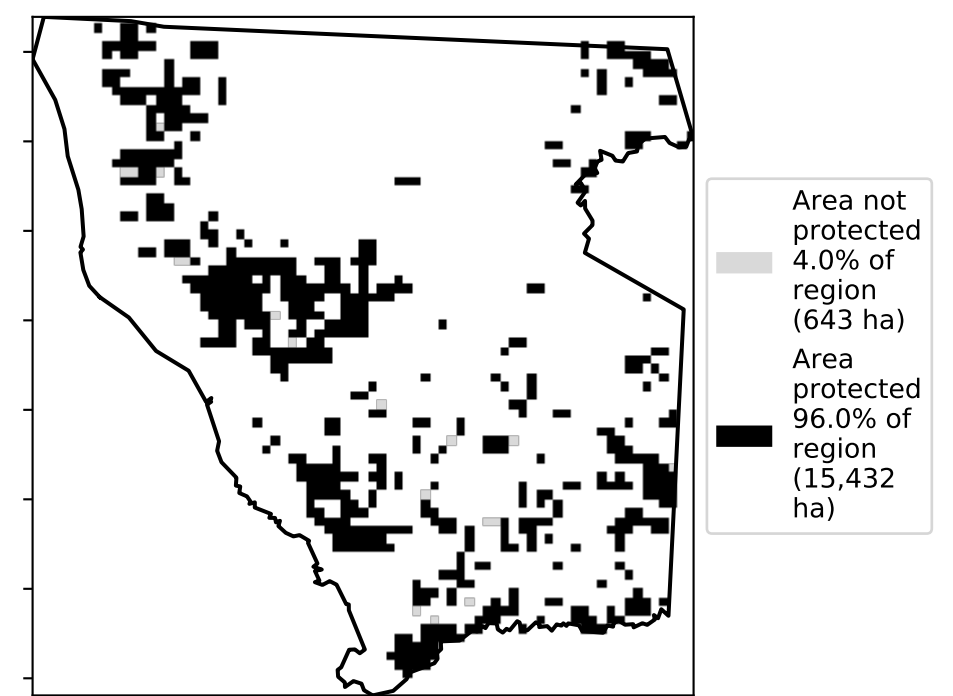 Area not
protected
4.0% of
region
(643 ha)
Area
protected
96.0% of
region
(15,432
ha)